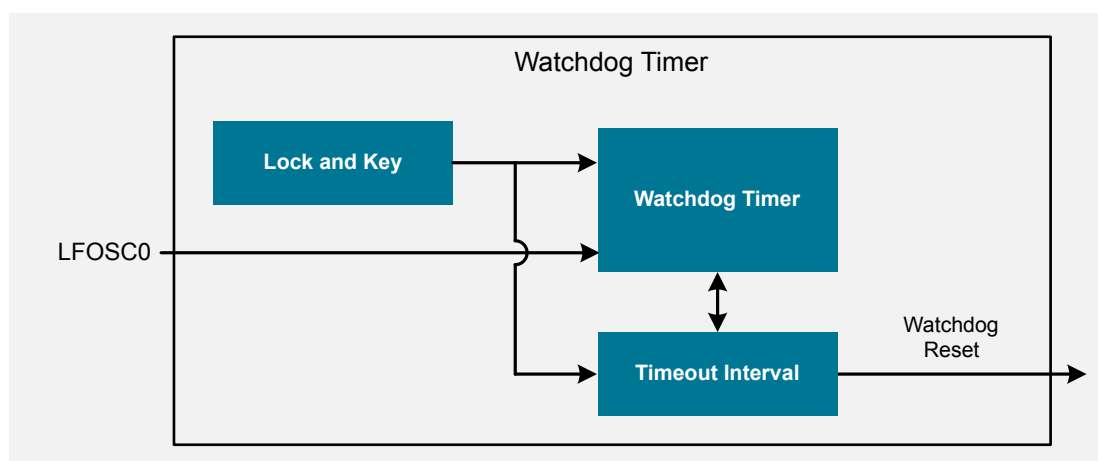 Watchdog Timer
Lock and Key
Watchdog Timer
LFOSC0
Watchdog
Reset
Timeout Interval